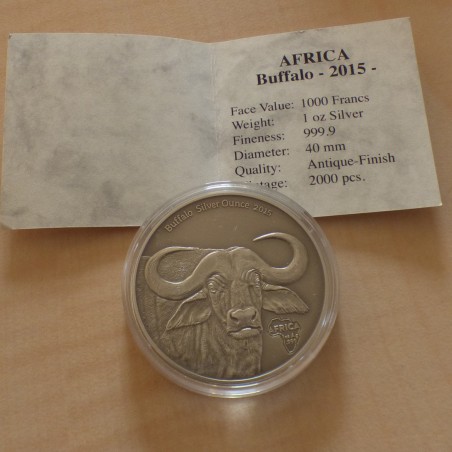 AFRICA
Buffalo - 2015 -
Face Value: 1000 Francs
Weight: 1 oz Silver
Fineness: 999.9
Diameter: 40 mm
Quality: Antique-Finish
2000 pcs.
Buffalo Silver Ounce 2015
AFRICA